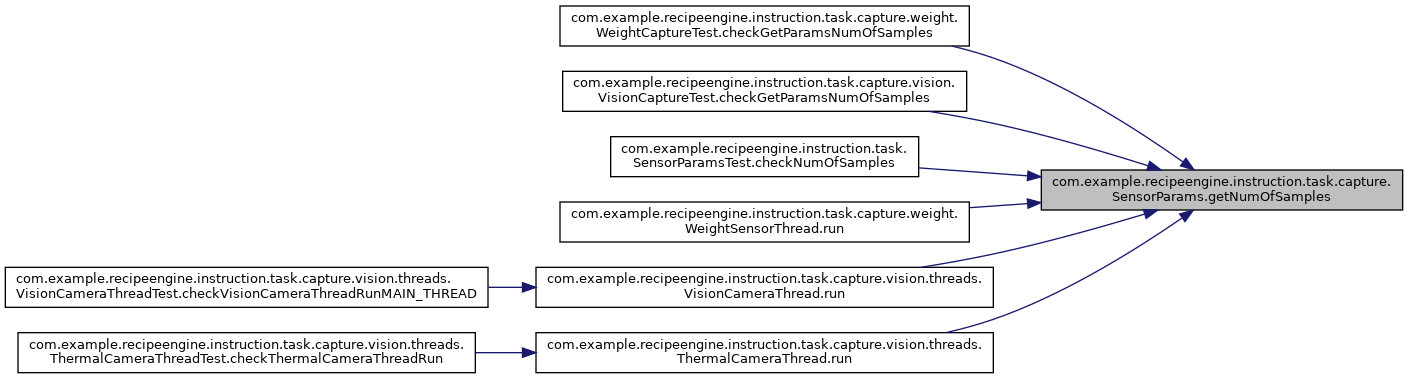 com.example.recipeengine.instruction.task.capture.weight.
WeightCaptureTest.checkGetParamsNumOfSamples
com.example.recipeengine.instruction.task.capture.vision.
VisionCaptureTest.checkGetParamsNumOfSamples
com.example.recipeengine.instruction.task.
SensorParamsTest.checkNumOfSamples
com.example.recipeengine.instruction.task.capture.
SensorParams.getNumOfSamples
com.example.recipeengine.instruction.task.capture.weight.
WeightSensorThread.run
com.example.recipeengine.instruction.task.capture.vision.threads.
VisionCameraThreadTest.checkVisionCameraThreadRunMAIN_THREAD
com.example.recipeengine.instruction.task.capture.vision.threads.
VisionCameraThread.run
com.example.recipeengine.instruction.task.capture.vision.threads.
ThermalCameraThreadTest.checkThermalCameraThreadRun
com.example.recipeengine.instruction.task.capture.vision.threads.
ThermalCameraThread.run